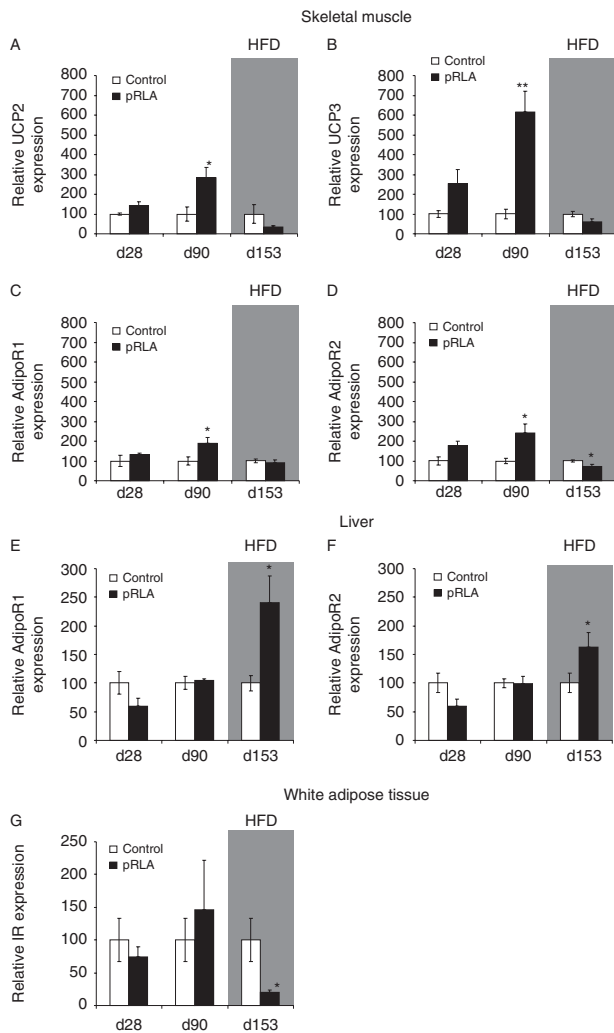 Skeletal muscle
A
HFD
B
HFD
Relative UCP2
expression
800
700
600
500
400
300
200
100
0
Control
pRLA
*
d28
d90
d153
Relative UCP3
expression
800
700
600
500
400
300
200
100
0
Control
pRLA
**
d28
d90
d153
C
HFD
D
HFD
Relative AdipoR1
expression
800
700
600
500
400
300
200
100
0
Control
pRLA
*
d28
d90
d153
Relative AdipoR2
expression
800
700
600
500
400
300
200
100
0
Control
pRLA
*
*
d28
d90
d153
Liver
E
HFD
F
HFD
Relative AdipoR1
expression
300
250
200
150
100
50
0
Control
pRLA
*
d28
d90
d153
Relative AdipoR2
expression
300
250
200
150
100
50
0
Control
pRLA
*
d28
d90
d153
White adipose tissue
G
HFD
Relative IR expression
250
200
150
100
50
0
Control
pRLA
*
d28
d90
d153